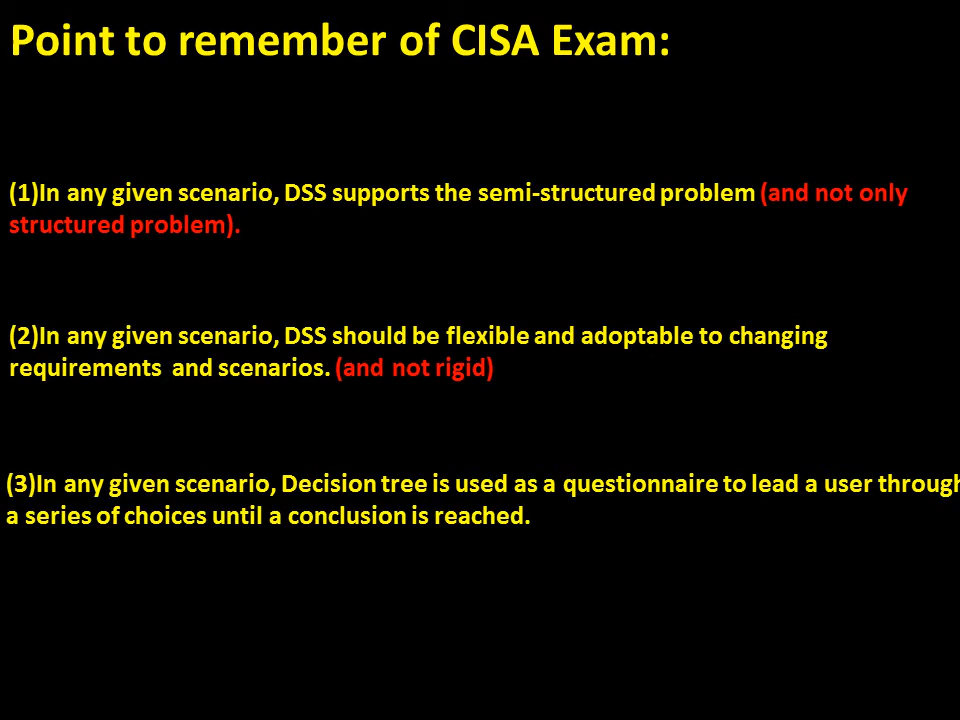 Point to remember of CISA Exam:
(1)In any given scenario, DSS supports the semi-structured problem (and not only
structured problem).
(2)In any given scenario, DSS should be flexible and adoptable to changing
requirements and scenarios. (and not rigid)
(3)In any given scenario, Decision tree is used as a questionnaire to lead a user through
a series of choices until a conclusion is reached.